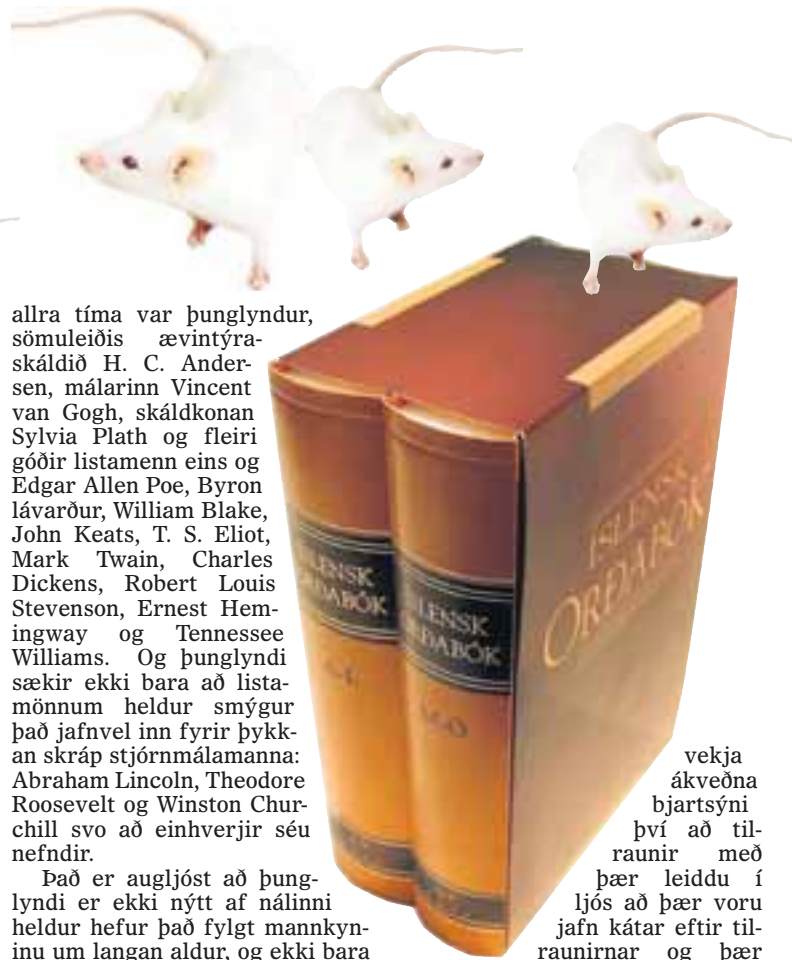 allra tíma var þunglyndur,
sömuleiðis ævintýra-
skáldið H. C. Ander-
sen, málarinn Vincent
van Gogh, skáldkonan
Sylvia Plath og fleiri
góðir listamenn eins og
Edgar Allen Poe, Byron
lávarður, William Blake,
John Keats, T. S. Eliot,
Mark Twain, Charles
Dickens, Robert Louis
Stevenson, Ernest Hem-
ingway og Tennessee
Williams. Og þunglyndi
sækir ekki bara að lista-
mönnum heldur smýgur
það jafnvel inn fyrir þykk-
an skráp stjórnmálamanna:
Abraham Lincoln, Theodore
Roosevelt og Winston Chur-
chill svo að einhverjir séu
nefndir.
Það er augljóst að þung-
lyndi er ekki nýtt af nálinni
heldur hefur það fylgt mannkyn-
inu um langan aldur, og ekki bara
ÍSLENSK
ORÐABÓK
ÍSLENSK
ORÐABÓK
ÍSLENSK
ORÐABÓK
vekja
ákveðna
bjartsýni
því að til-
raunir með
þær leiddu í
ljós að þær voru
jafn kátar eftir til-
raunirnar og þær